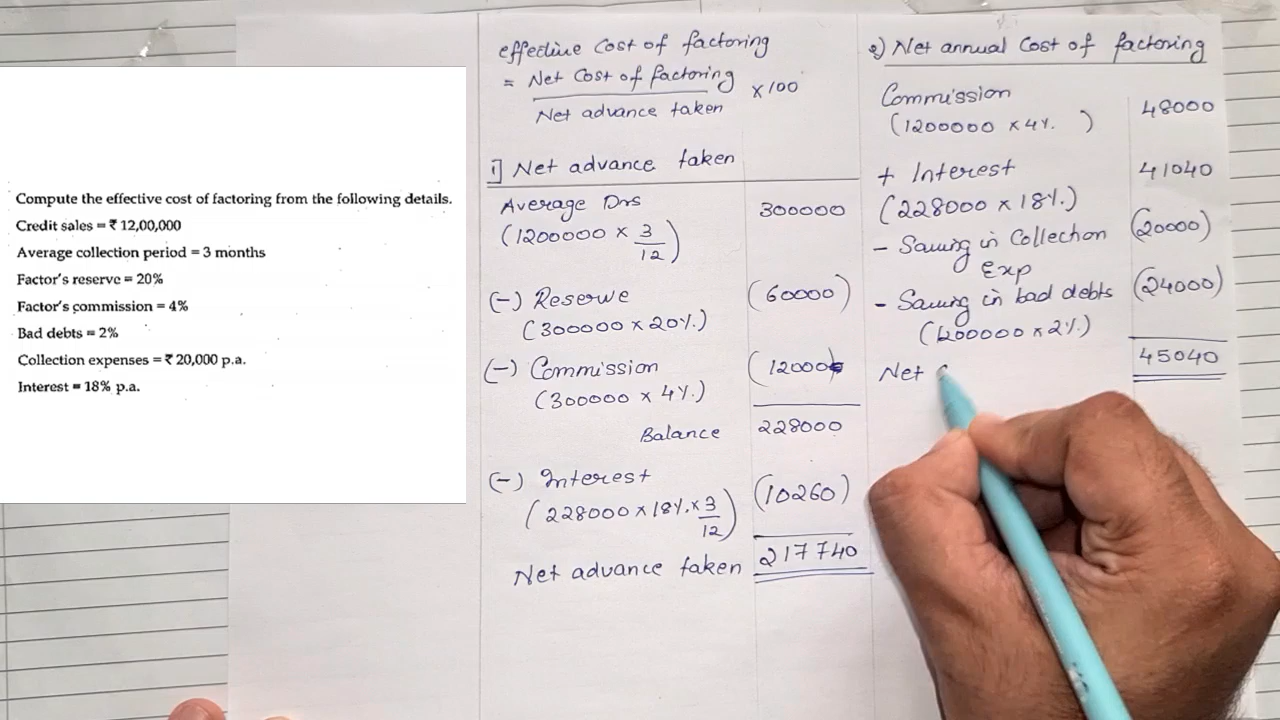 Compute the effective cost of factoring from the following details.
Credit sales = ₹ 12,00,000
Average collection period = 3 months
Factor's reserve = 20%
Factor's commission = 4%
Bad debts = 2%
Collection expenses = ₹ 20,000 p.a.
Interest = 18% p.a.
effective Cost of factoring
= Net Cost of factoring
Net advance taken
× 100
1] Net advance taken
Average Drs 300000
(1200000 × 3/12)
(-) Reserve (60000)
(300000 × 20%)
(-) Commission (12000)
(300000 × 4%)
Balance 228000
(-) Interest (10260)
(228000 × 18% × 3/12)
Net advance taken 217740
2) Net annual Cost of factoring
Commission 48000
(1200000 × 4% )
+ Interest 41040
(228000 × 18%)
- Saving in Collection (20000)
Exp
- Saving in bad debts (24000)
(1200000 × 2%)
45040
Net